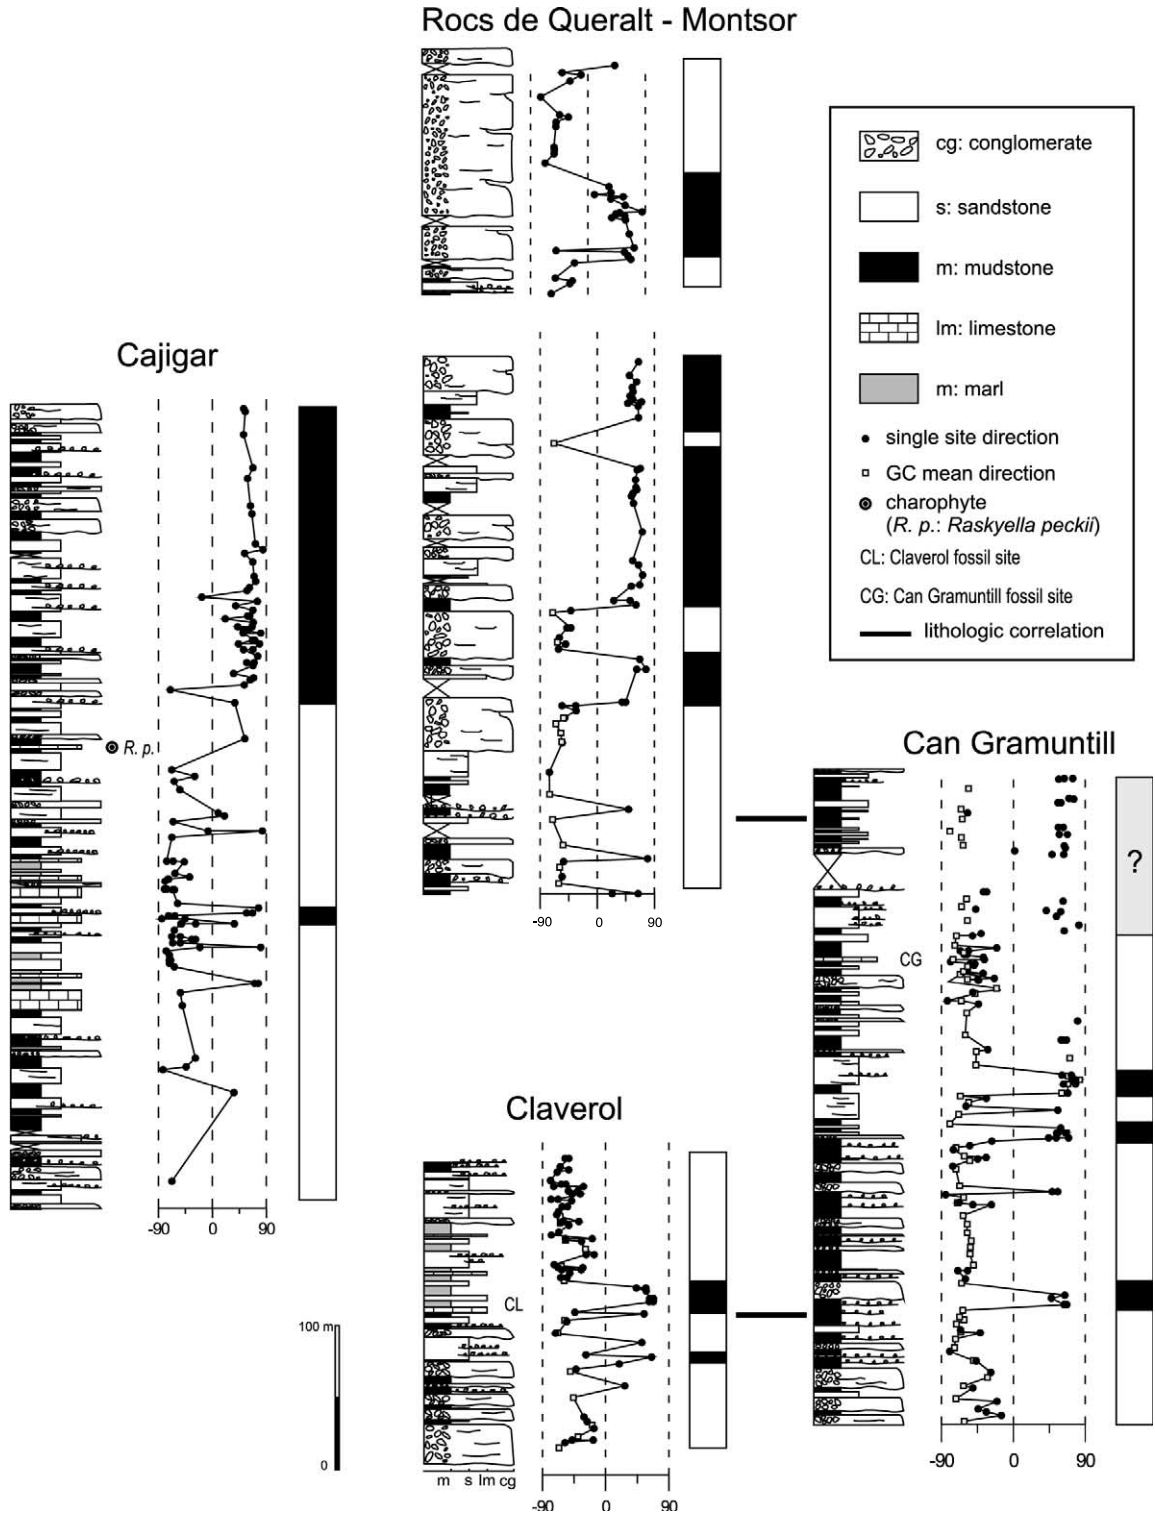 Rocs de Queralt - Montsor
cg: conglomerate
s: sandstone
m: mudstone
lm: limestone
m: marl
single site direction
GC mean direction
charophyte
(R. p.: Raskyella peckii)
CL: Claverol fossil site
CG: Can Gramuntill fossil site
lithologic correlation
Cajigar
R. p.
-90 0 90
100 m
0
-90 0 90
Claverol
CL
m s lm cg
-90 0 90
Can Gramuntill
?
CG
-90 0 90